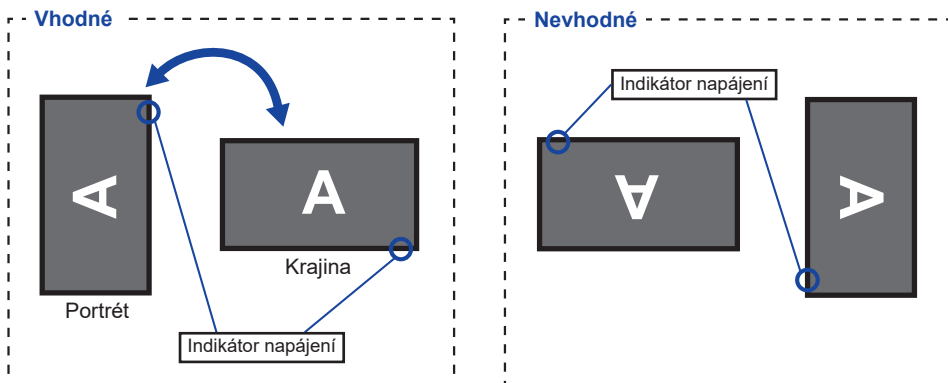 Vhodné
A
A
Krajina
Portrét
Indikátor napájení
Nevhodné
Indikátor napájení
A
A